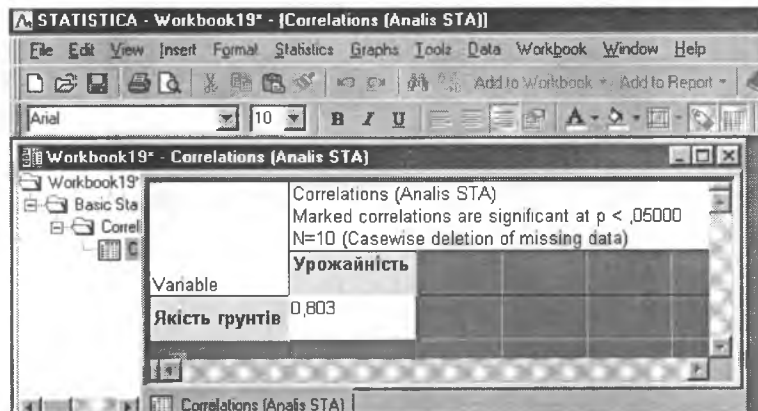 STATISTICA - Workbook19* - [Correlations (Analis STA)]
File Edit View Insert Format Statistics Graphs Tools Data Workbook Window Help
Add to Workbook Add to Report
Arial 10 B I U A
Workbook19* - Correlations (Analis STA)
Workbook19*
Basic Sta
Correl
C
Correlations (Analis STA)
Marked correlations are significant at p < ,05000
N=10 (Casewise deletion of missing data)
Variable
Урожайність
Якість грунтів
0,803
Correlations (Analis STA)